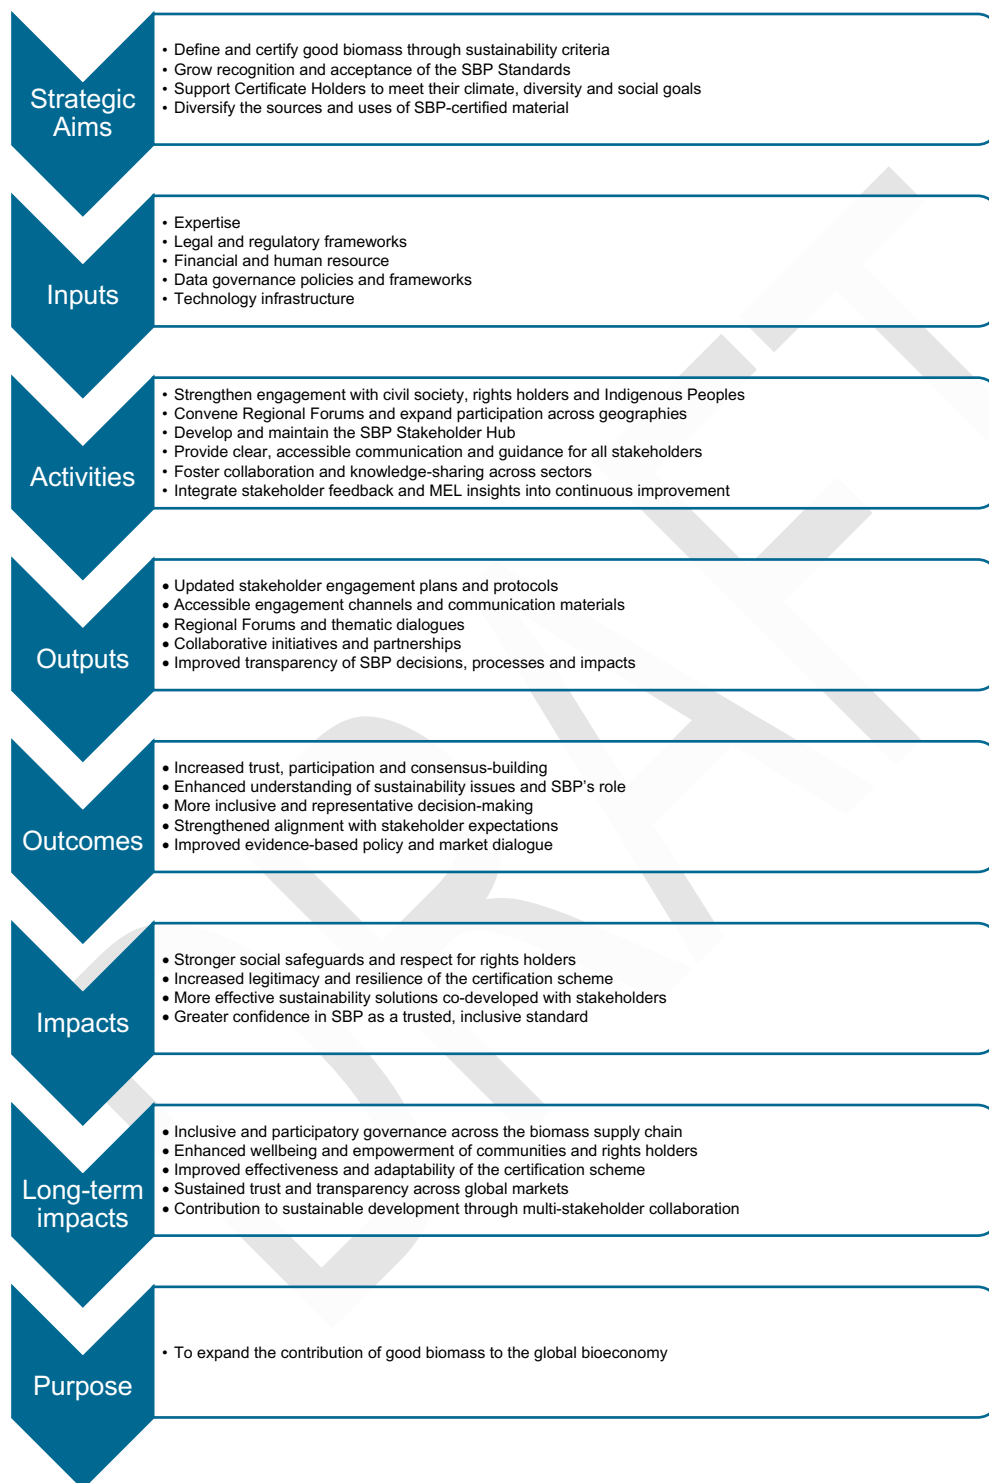 Strategic
Aims
• Define and certify good biomass through sustainability criteria
• Grow recognition and acceptance of the SBP Standards
• Support Certificate Holders to meet their climate, diversity and social goals
• Diversify the sources and uses of SBP-certified material
Inputs
• Expertise
• Legal and regulatory frameworks
• Financial and human resource
• Data governance policies and frameworks
• Technology infrastructure
Activities
• Strengthen engagement with civil society, rights holders and Indigenous Peoples
• Convene Regional Forums and expand participation across geographies
• Develop and maintain the SBP Stakeholder Hub
• Provide clear, accessible communication and guidance for all stakeholders
• Foster collaboration and knowledge-sharing across sectors
• Integrate stakeholder feedback and MEL insights into continuous improvement
Outputs
• Updated stakeholder engagement plans and protocols
• Accessible engagement channels and communication materials
• Regional Forums and thematic dialogues
• Collaborative initiatives and partnerships
• Improved transparency of SBP decisions, processes and impacts
Outcomes
• Increased trust, participation and consensus-building
• Enhanced understanding of sustainability issues and SBP's role
• More inclusive and representative decision-making
• Strengthened alignment with stakeholder expectations
• Improved evidence-based policy and market dialogue
Impacts
• Stronger social safeguards and respect for rights holders
• Increased legitimacy and resilience of the certification scheme
• More effective sustainability solutions co-developed with stakeholders
• Greater confidence in SBP as a trusted, inclusive standard
Long-term
impacts
• Inclusive and participatory governance across the biomass supply chain
• Enhanced wellbeing and empowerment of communities and rights holders
• Improved effectiveness and adaptability of the certification scheme
• Sustained trust and transparency across global markets
• Contribution to sustainable development through multi-stakeholder collaboration
Purpose
• To expand the contribution of good biomass to the global bioeconomy
DRAFT